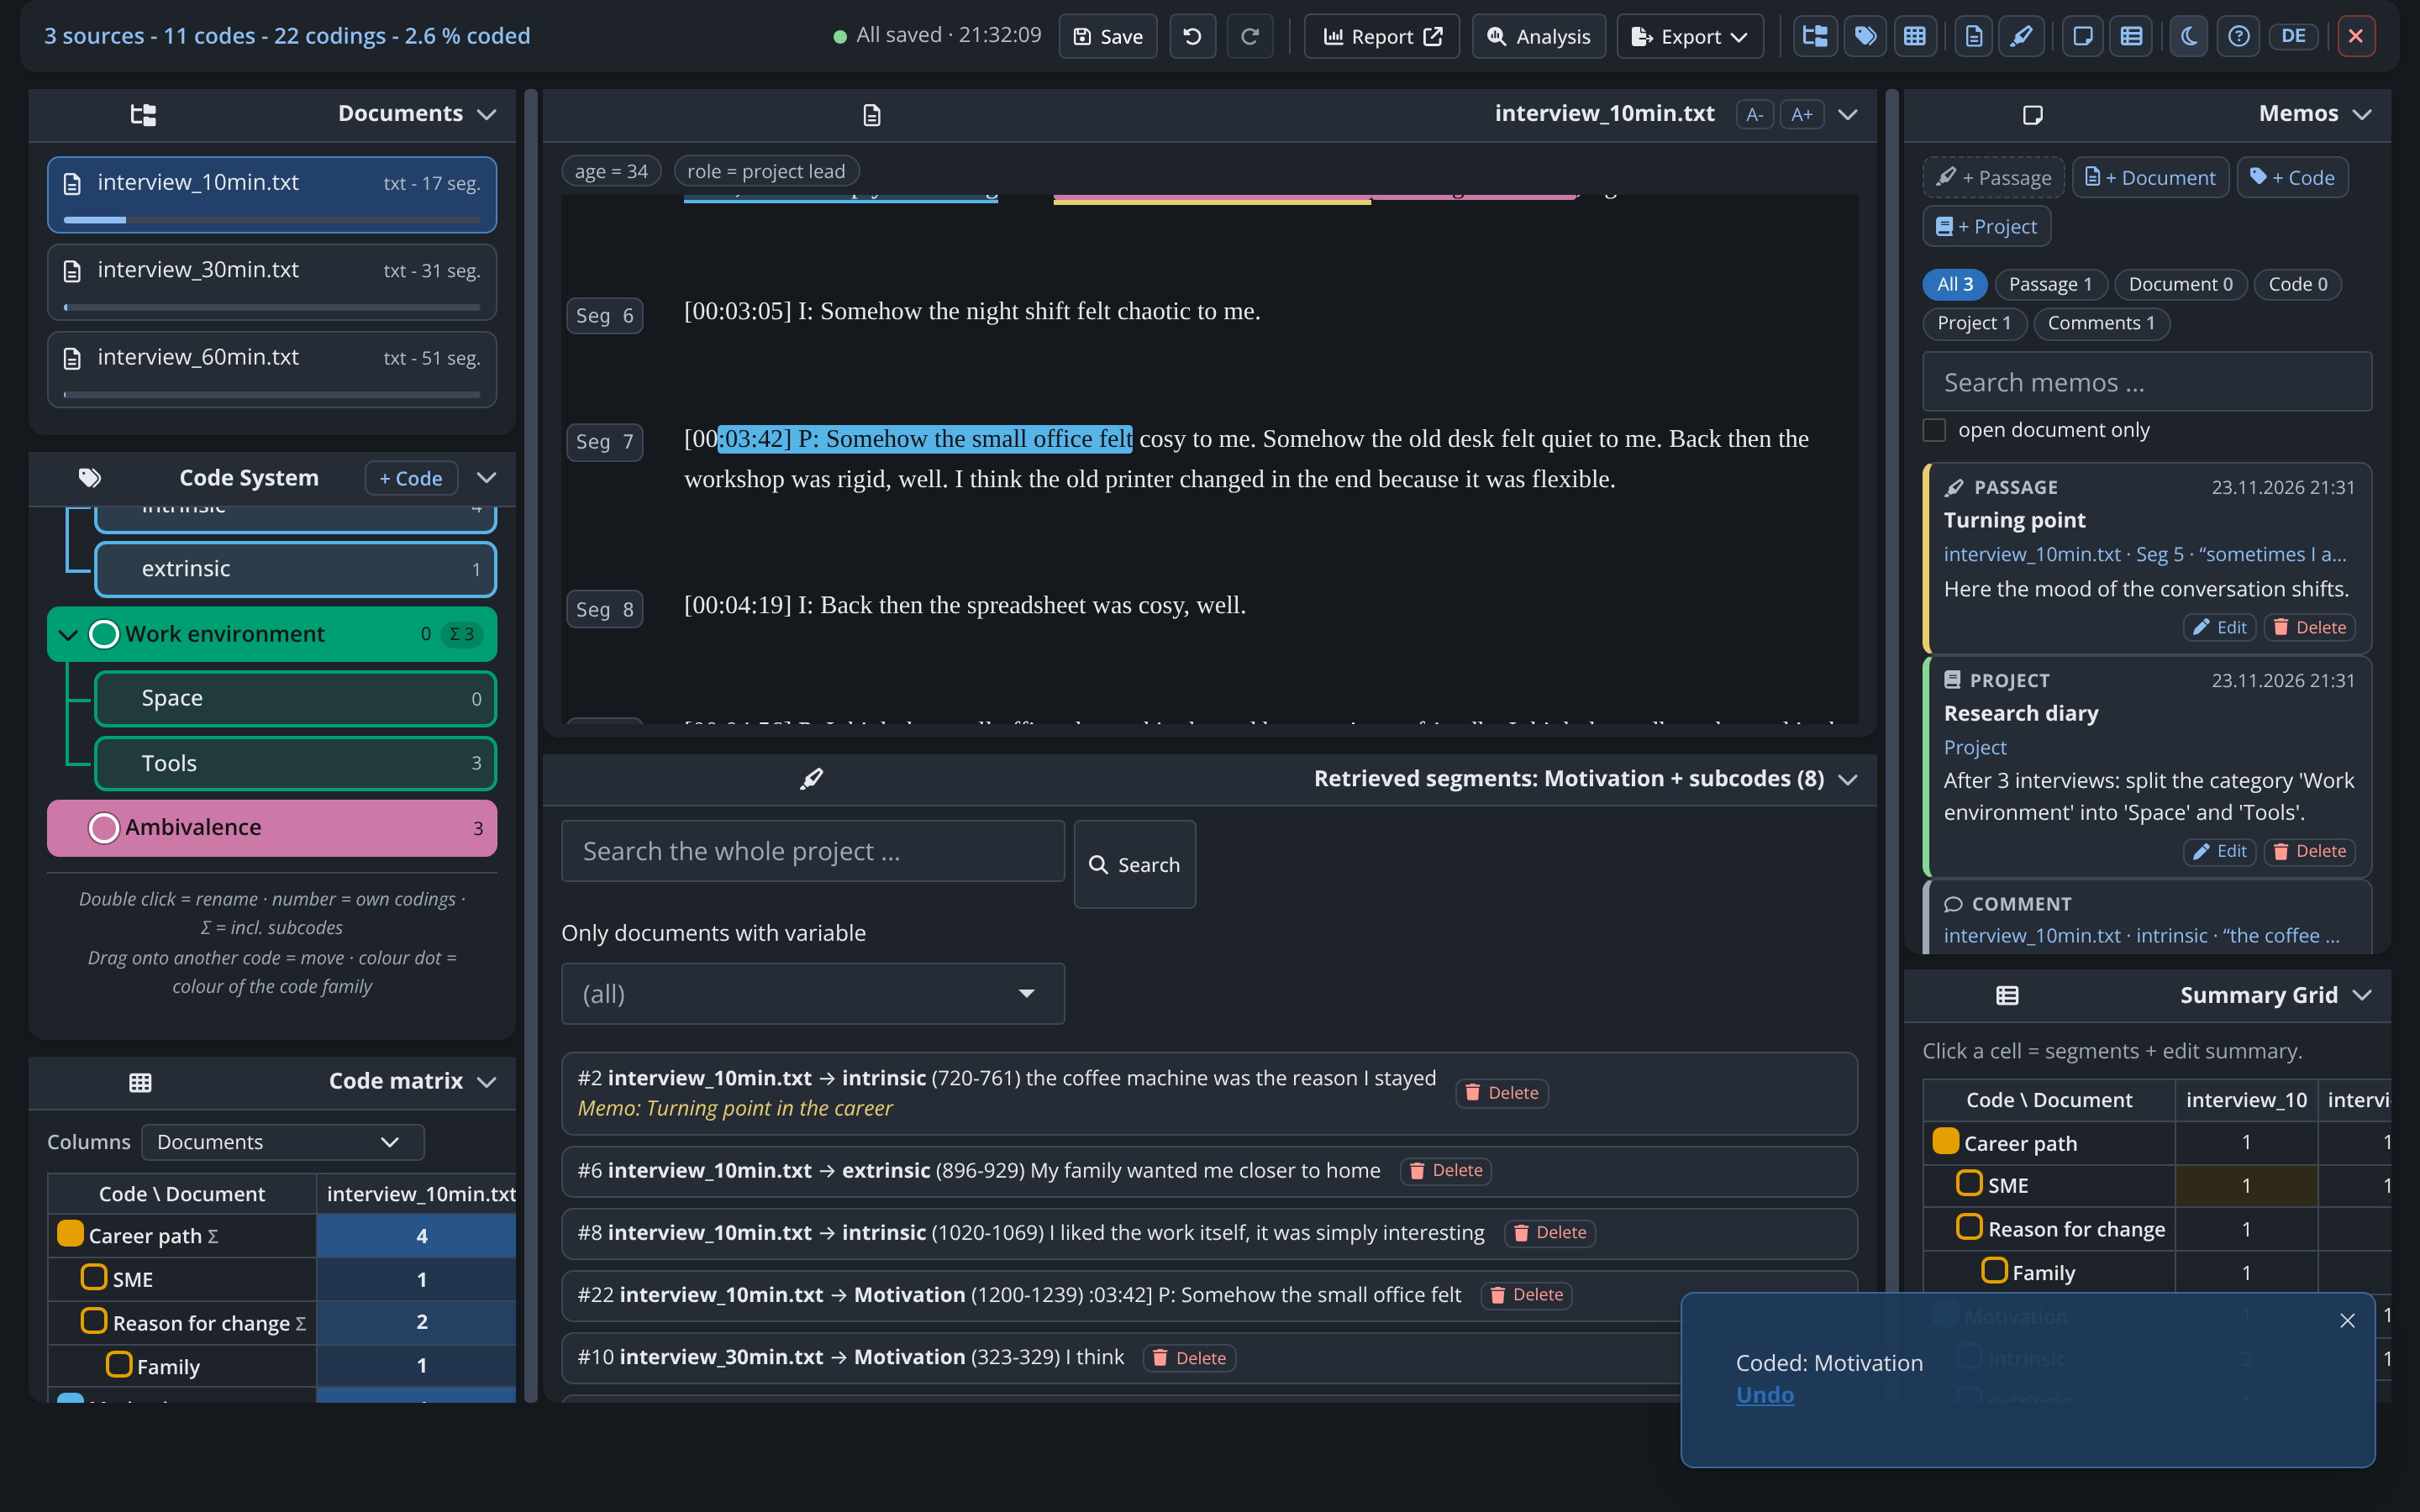 3 sources - 11 codes - 22 codings - 2.6 % coded
All saved · 21:32:09
Save
Report
Analysis
Export
DE
Documents
interview_10min.txt
txt - 17 seg.
interview_30min.txt
txt - 31 seg.
interview_60min.txt
txt - 51 seg.
Code System
+ Code
intrinsic
4
extrinsic
1
Work environment
0
Σ 3
Space
0
Tools
3
Ambivalence
3
Double click = rename · number = own codings ·
Σ = incl. subcodes
Drag onto another code = move · colour dot =
colour of the code family
Code matrix
Columns
Documents
Code \ Document
interview_10min.txt
Career path Σ
4
SME
1
Reason for change Σ
2
Family
1
interview_10min.txt
A-
A+
age = 34
role = project lead
Seg 6
[00:03:05] I: Somehow the night shift felt chaotic to me.
Seg 7
[00:03:42] P: Somehow the small office felt cosy to me. Somehow the old desk felt quiet to me. Back then the
workshop was rigid, well. I think the old printer changed in the end because it was flexible.
Seg 8
[00:04:19] I: Back then the spreadsheet was cosy, well.
Retrieved segments: Motivation + subcodes (8)
Search the whole project ...
Search
Only documents with variable
(all)
#2 interview_10min.txt → intrinsic (720-761) the coffee machine was the reason I stayed
Delete
Memo: Turning point in the career
#6 interview_10min.txt → extrinsic (896-929) My family wanted me closer to home
Delete
#8 interview_10min.txt → intrinsic (1020-1069) I liked the work itself, it was simply interesting
Delete
#22 interview_10min.txt → Motivation (1200-1239) :03:42] P: Somehow the small office felt
Delete
#10 interview_30min.txt → Motivation (323-329) I think
Delete
Memos
+ Passage
+ Document
+ Code
+ Project
All 3
Passage 1
Document 0
Code 0
Project 1
Comments 1
Search memos ...
open document only
PASSAGE
23.11.2026 21:31
Turning point
interview_10min.txt · Seg 5 · “sometimes I a...
Here the mood of the conversation shifts.
Edit
Delete
PROJECT
23.11.2026 21:31
Research diary
Project
After 3 interviews: split the category 'Work
environment' into 'Space' and 'Tools'.
Edit
Delete
COMMENT
interview_10min.txt · intrinsic · “the coffee ...
Summary Grid
Click a cell = segments + edit summary.
Code \ Document
interview_10
intervi
Career path
1
1
SME
1
1
Reason for change
1
Family
1
Motivation
1
1
intrinsic
2
1
extrinsic
1
Coded: Motivation
Undo